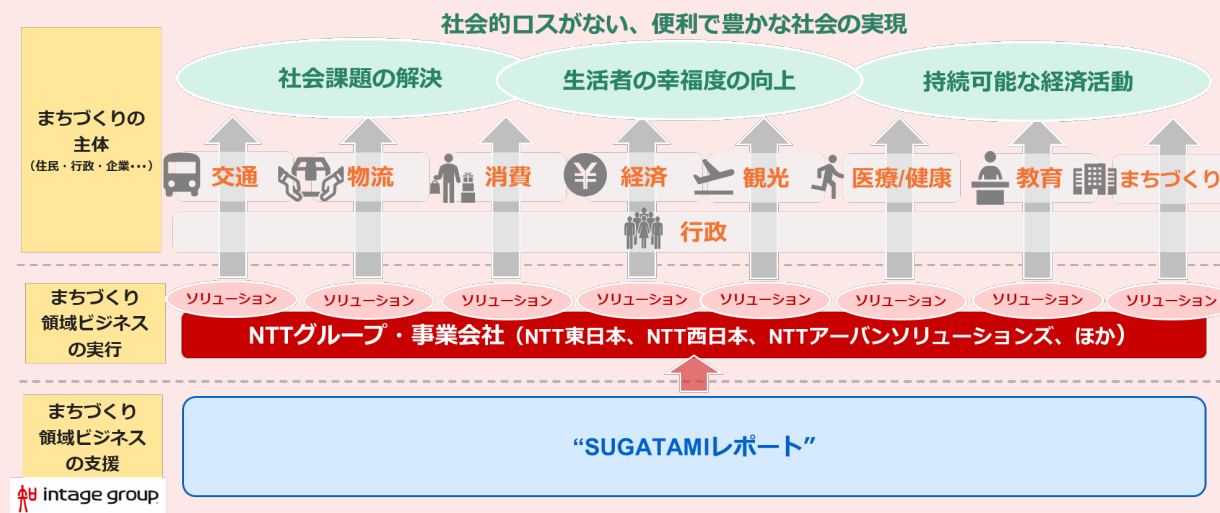 社会的ロスがない、便利で豊かな社会の実現
社会課題の解決
生活者の幸福度の向上
持続可能な経済活動
まちづくりの
主体
（住民・行政・企業･･･）
交通
物流
消費
経済
観光
医療/健康
教育
まちづくり
行政
まちづくり
領域ビジネス
の実行
ソリューション
ソリューション
ソリューション
ソリューション
ソリューション
ソリューション
ソリューション
ソリューション
NTTグループ・事業会社（NTT東日本、NTT西日本、NTTアーバンソリューションズ、ほか）
まちづくり
領域ビジネス
の支援
intage group
“SUGATAMIレポート”